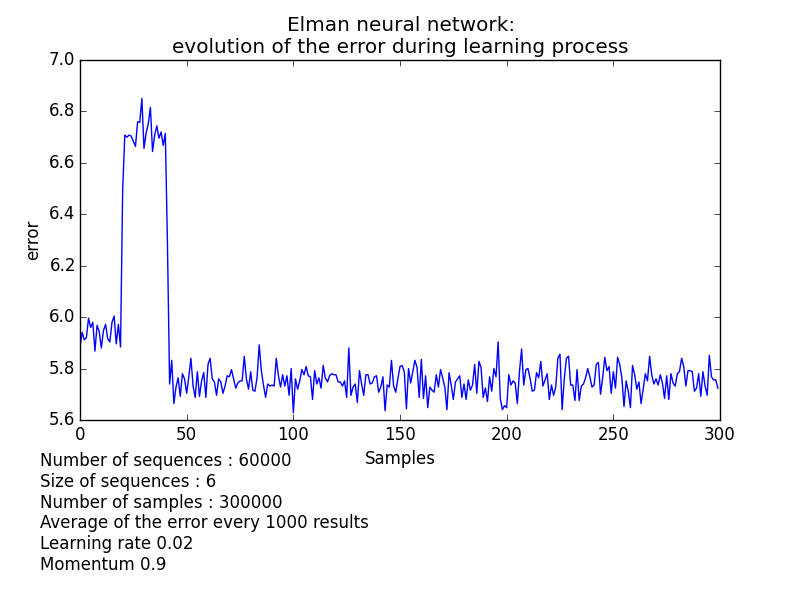 Elman neural network:
evolution of the error during learning process
7.0
6.8
6.6
6.4
6.2
6.0
5.8
5.6
error
0 50 100 150 200 250 300
Samples
Number of sequences : 60000
Size of sequences : 6
Number of samples : 300000
Average of the error every 1000 results
Learning rate 0.02
Momentum 0.9